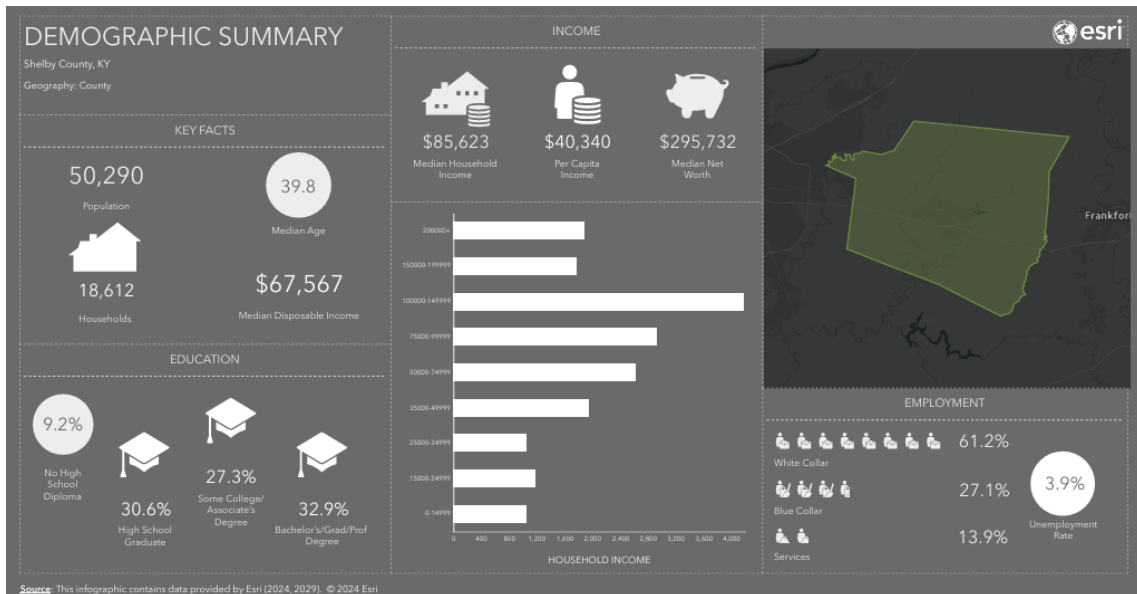 DEMOGRAPHIC SUMMARY
Shelby County, KY
Geography: County
KEY FACTS
50,290
Population
39.8
Median Age
18,612
Households
$67,567
Median Disposable Income
EDUCATION
9.2%
No High
School
Diploma
30.6%
High School
Graduate
27.3%
Some College/
Associate's
Degree
32.9%
Bachelor's/Grad/Prof
Degree
INCOME
$85,623
Median Household
Income
$40,340
Per Capita
Income
$295,732
Median Net
Worth
200000+
150000-199999
100000-149999
75000-99999
50000-74999
35000-49999
25000-34999
15000-24999
0-14999
0 400 800 1,200 1,600 2,000 2,400 2,800 3,200 3,600 4,000
HOUSEHOLD INCOME
esri
Frankfort
EMPLOYMENT
61.2%
White Collar
27.1%
Blue Collar
13.9%
Services
3.9%
Unemployment
Rate
Source: This infographic contains data provided by Esri (2024, 2029). © 2024 Esri